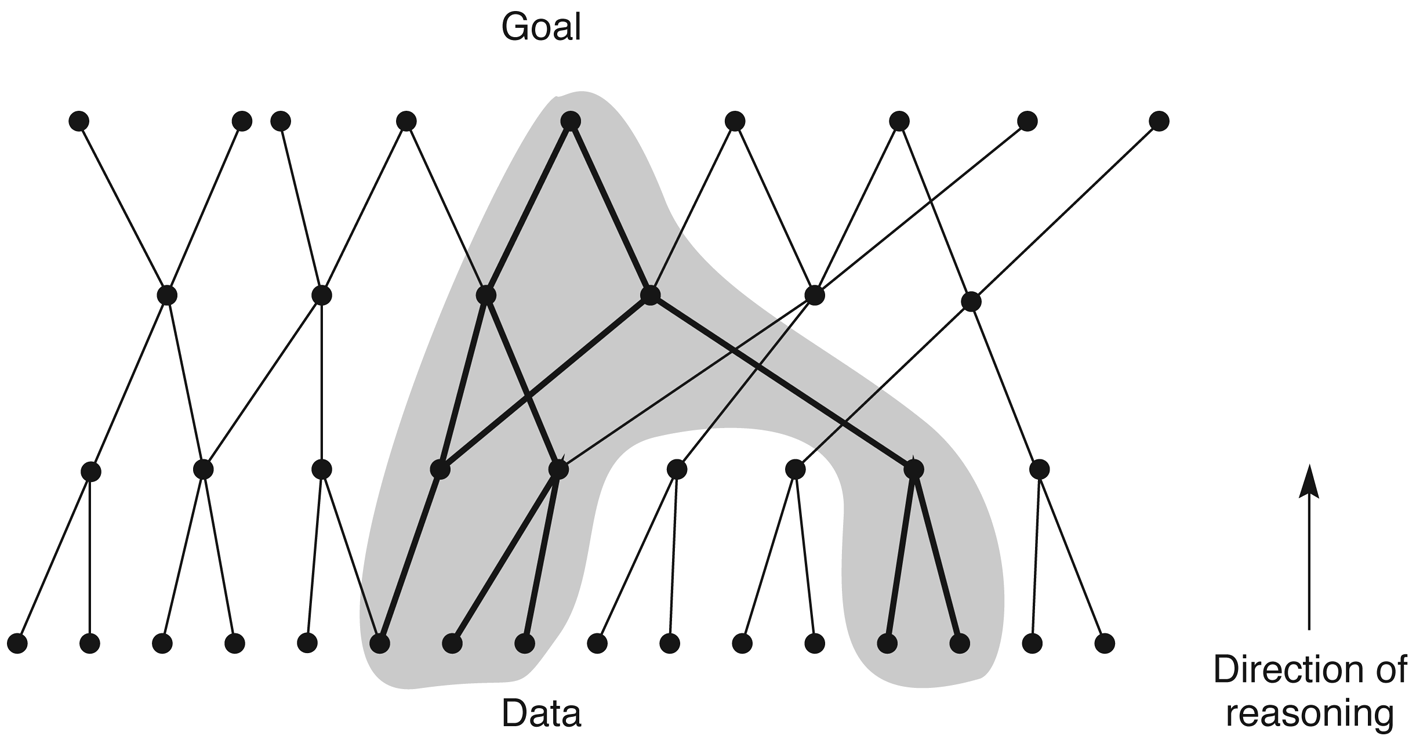 Goal
Data
Direction of
reasoning